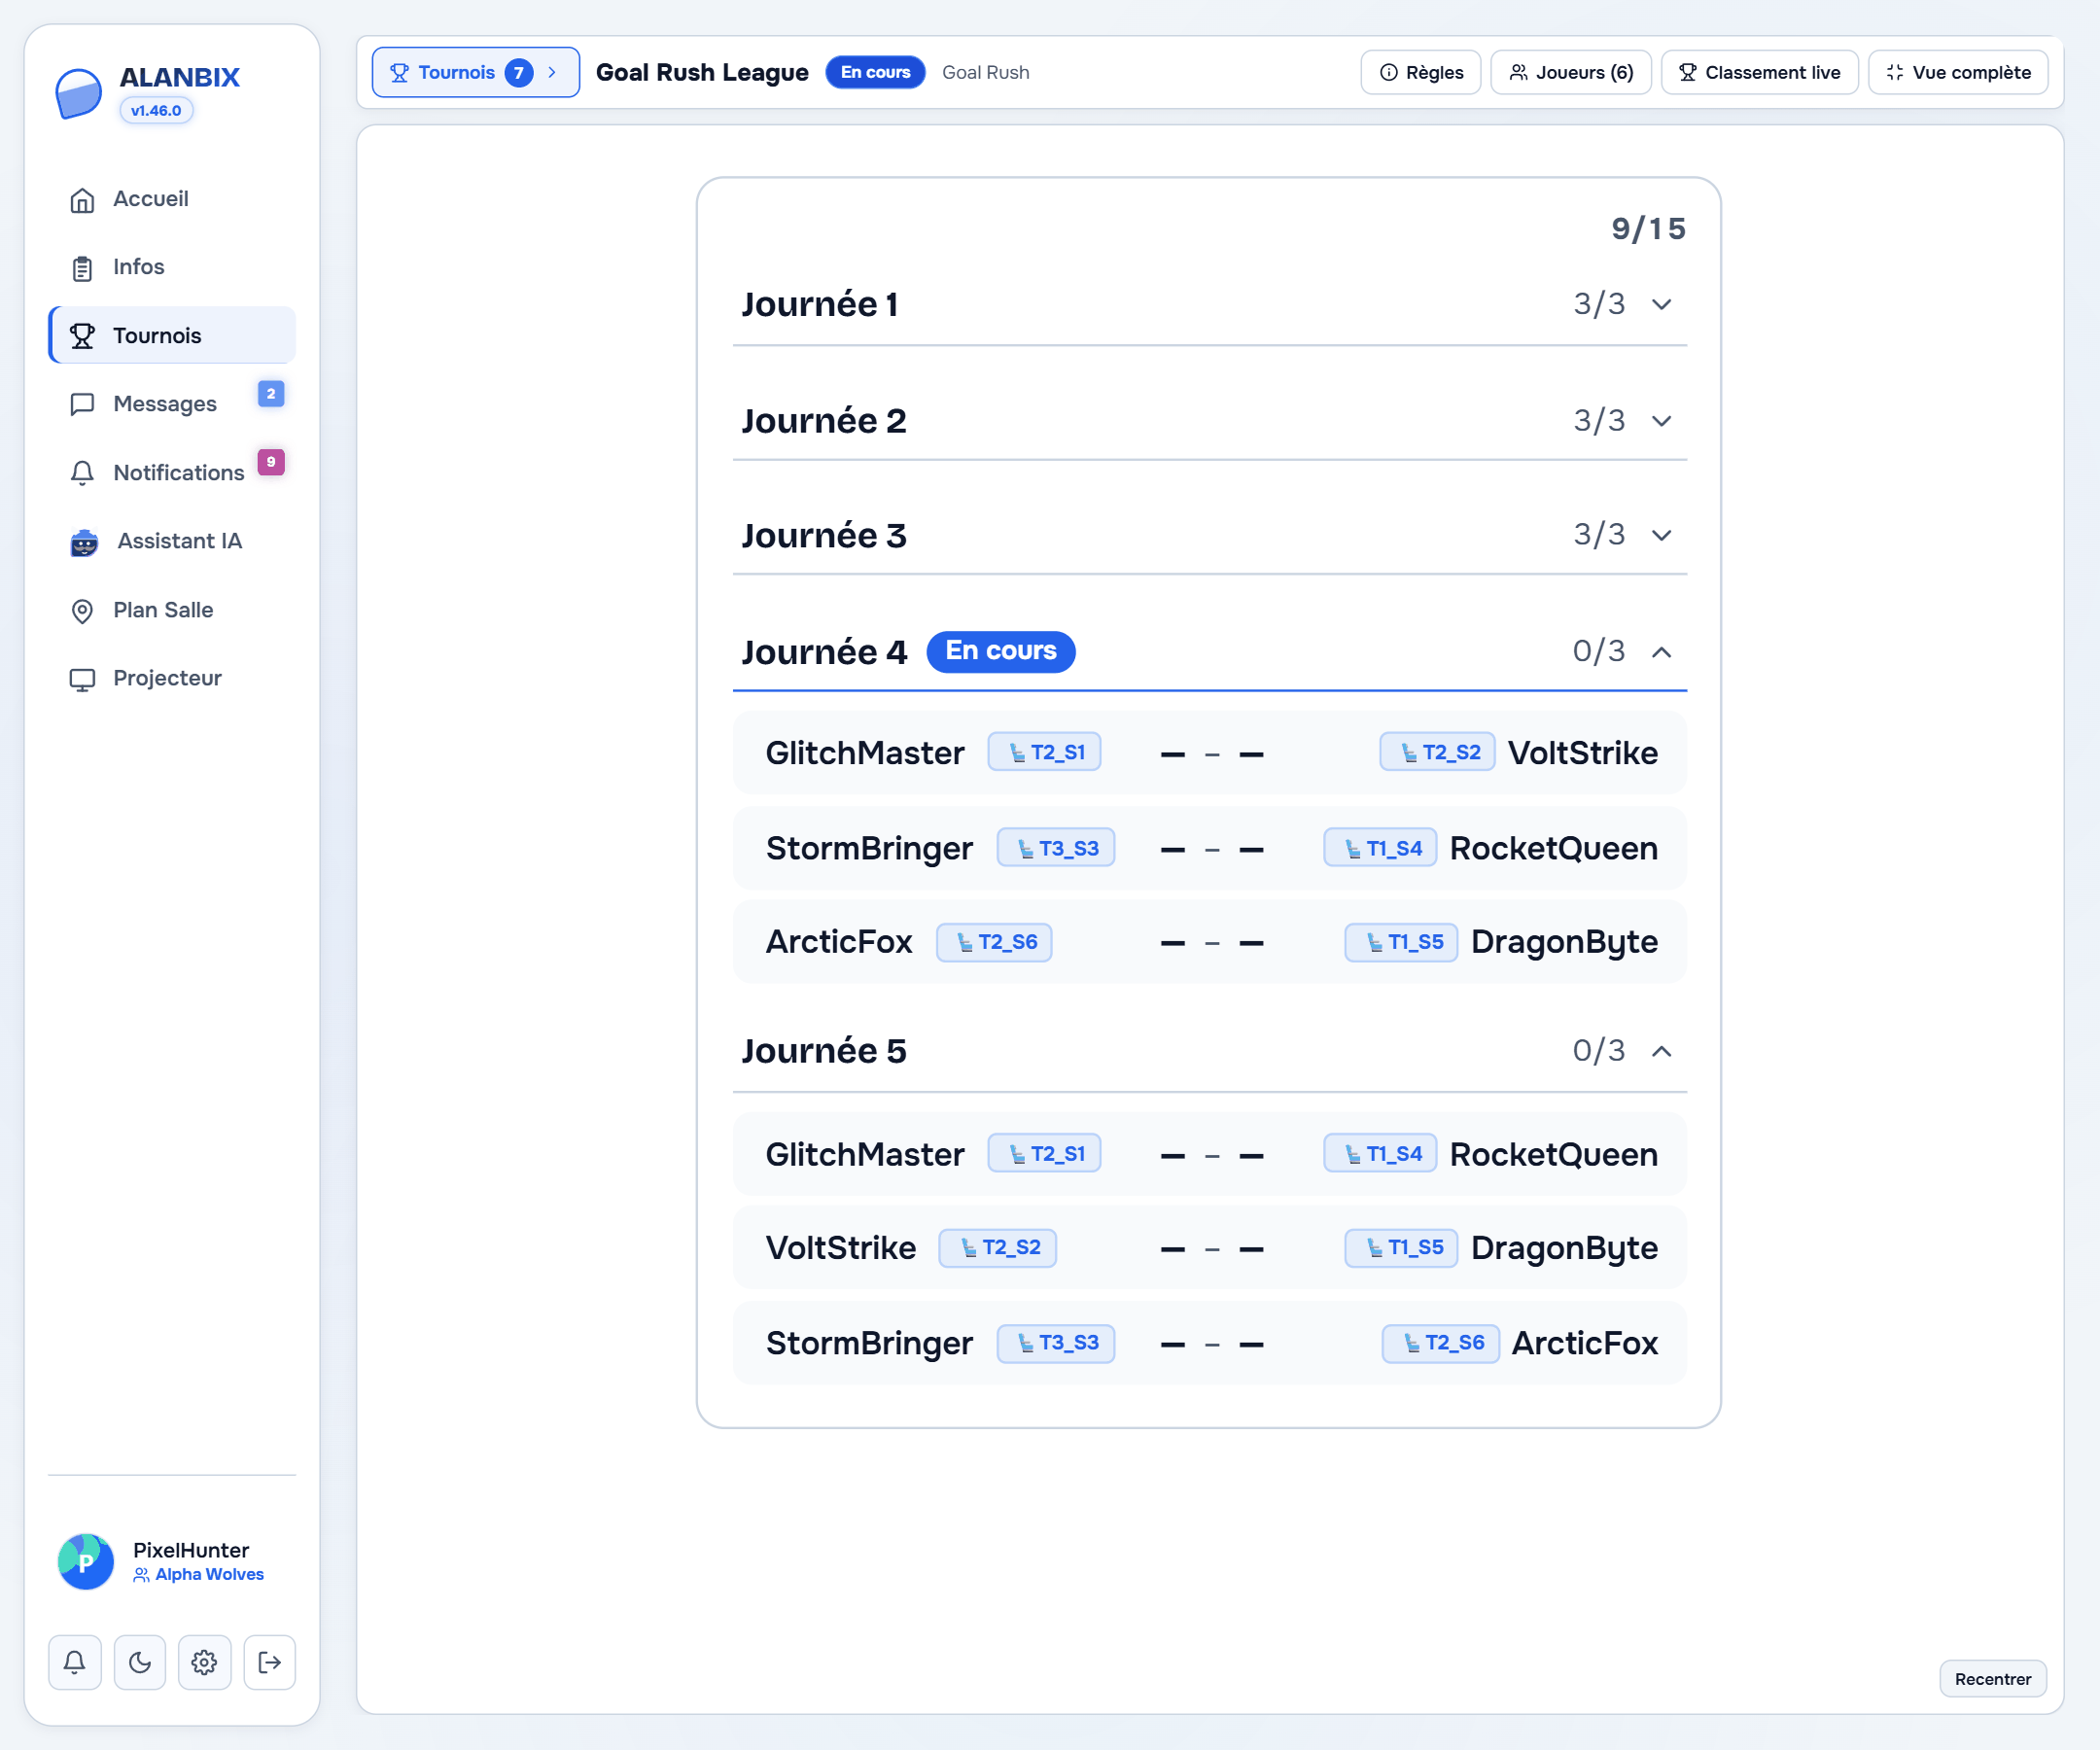 ALANBIX
v1.46.0
Accueil
Infos
Tournois
Messages 2
Notifications 9
Assistant IA
Plan Salle
Projecteur
P
PixelHunter
Alpha Wolves
Tournois 7 Goal Rush League En cours Goal Rush Règles Joueurs (6) Classement live Vue complète
9/15
Journée 1 3/3
Journée 2 3/3
Journée 3 3/3
Journée 4 En cours 0/3
GlitchMaster T2_S1 — - — T2_S2 VoltStrike
StormBringer T3_S3 — - — T1_S4 RocketQueen
ArcticFox T2_S6 — - — T1_S5 DragonByte
Journée 5 0/3
GlitchMaster T2_S1 — - — T1_S4 RocketQueen
VoltStrike T2_S2 — - — T1_S5 DragonByte
StormBringer T3_S3 — - — T2_S6 ArcticFox
Recentrer